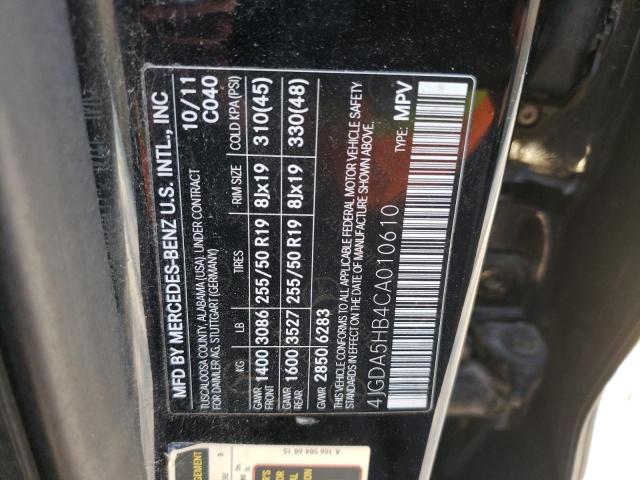 MFD BY MERCEDES-BENZ U.S. INTL., INC 10/11
TUSCALOOSA COUNTY, ALABAMA (USA) UNDER CONTRACT C040
FOR DAIMLER AG, STUTTGART (GERMANY)
KG LB TIRES RIM SIZE COLD KPA(PSI)
GAWR FRONT 1400 3086 255/50 R19 8Jx19 310(45)
GAWR REAR 1600 3527 255/50 R19 8Jx19 330(48)
GVWR 2850 6283
THIS VEHICLE CONFORMS TO ALL APPLICABLE FEDERAL MOTOR VEHICLE SAFETY
STANDARDS IN EFFECT ON THE DATE OF MANUFACTURE SHOWN ABOVE.
4JGDA5HB4CA010610 TYPE: MPV
A 166 584 68 15